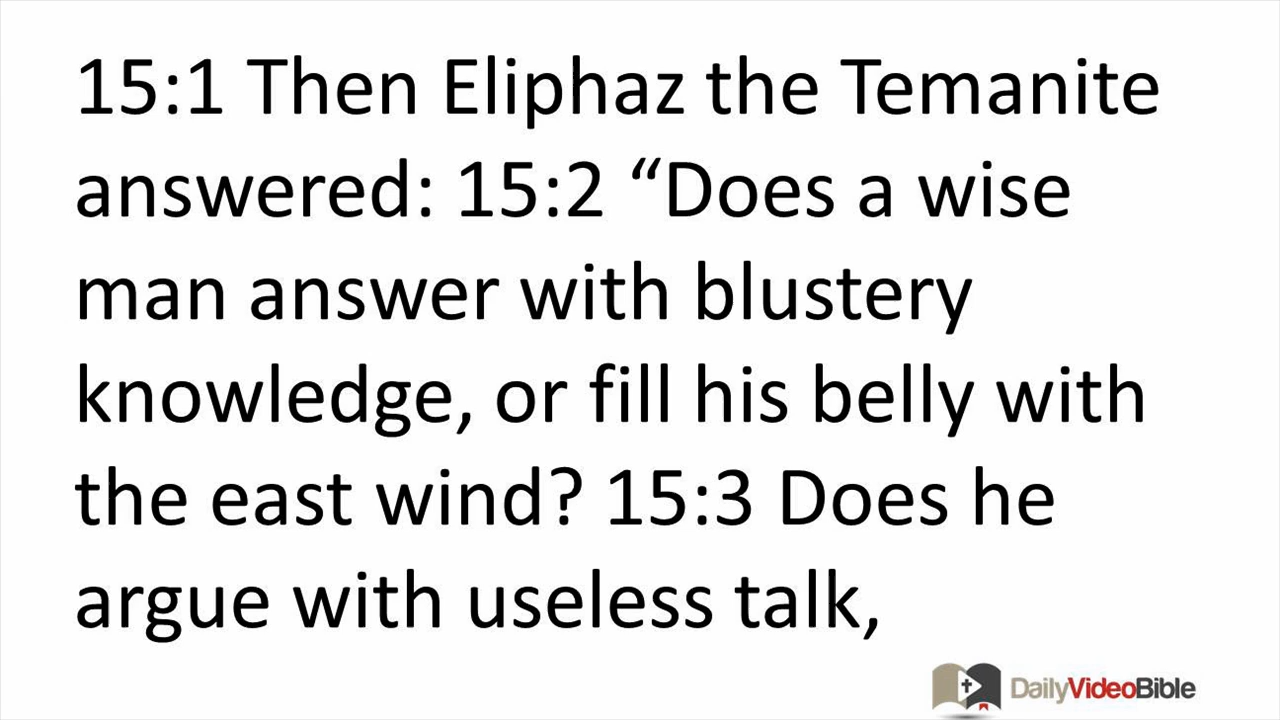 15:1 Then Eliphaz the Temanite
answered: 15:2 “Does a wise
man answer with blustery
knowledge, or fill his belly with
the east wind? 15:3 Does he
argue with useless talk,
DailyVideoBible